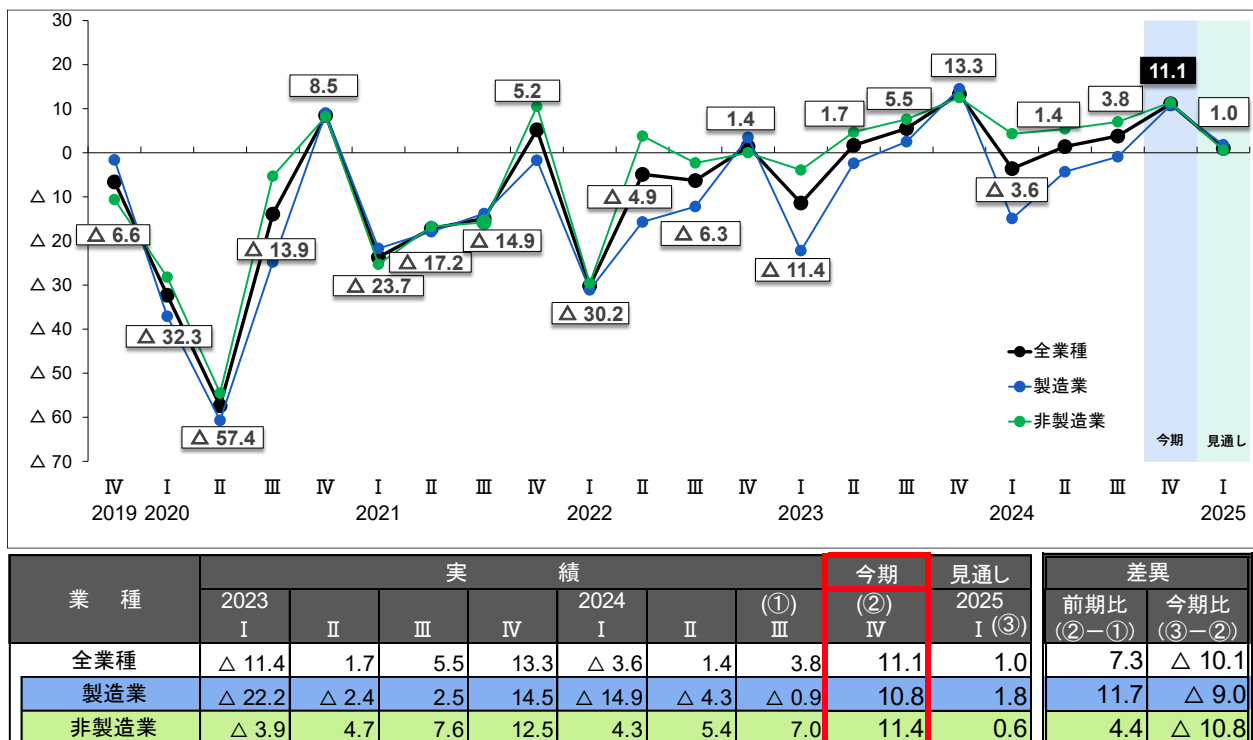 30
20
10
0
△ 10
△ 20
△ 30
△ 40
△ 50
△ 60
△ 70
△ 6.6
△ 32.3
△ 57.4
△ 13.9
8.5
△ 23.7
△ 17.2
△ 14.9
5.2
△ 30.2
△ 4.9
△ 6.3
1.4
△ 11.4
1.7
5.5
13.3
△ 3.6
1.4
3.8
11.1
1.0
全業種
製造業
非製造業
今期 見通し
Ⅳ Ⅰ Ⅱ Ⅲ Ⅳ Ⅰ Ⅱ Ⅲ Ⅳ Ⅰ Ⅱ Ⅲ Ⅳ Ⅰ Ⅱ Ⅲ Ⅳ Ⅰ Ⅱ Ⅲ Ⅳ Ⅰ
2019 2020 2021 2022 2023 2024 2025
業 種 実 績 今期 見通し 差異
2023 2024 (①) (②) 2025 前期比 今期比
Ⅰ Ⅱ Ⅲ Ⅳ Ⅰ Ⅱ Ⅲ Ⅳ Ⅰ (③) (②－①) (③－②)
全業種 △ 11.4 1.7 5.5 13.3 △ 3.6 1.4 3.8 11.1 1.0 7.3 △ 10.1
製造業 △ 22.2 △ 2.4 2.5 14.5 △ 14.9 △ 4.3 △ 0.9 10.8 1.8 11.7 △ 9.0
非製造業 △ 3.9 4.7 7.6 12.5 4.3 5.4 7.0 11.4 0.6 4.4 △ 10.8